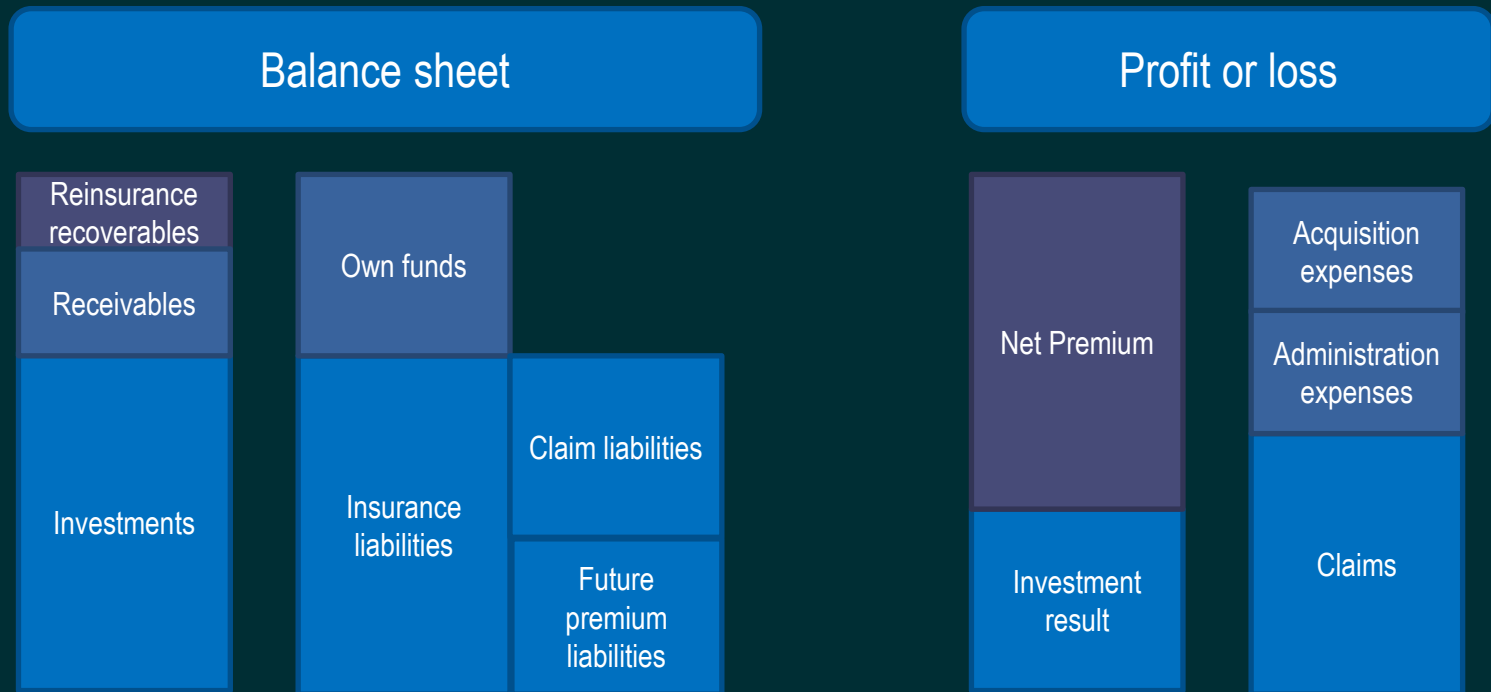 Balance sheet
Profit or loss
Reinsurance
recoverables
Receivables
Investments
Own funds
Insurance
liabilities
Claim liabilities
Future
premium
liabilities
Net Premium
Investment
result
Acquisition
expenses
Administration
expenses
Claims